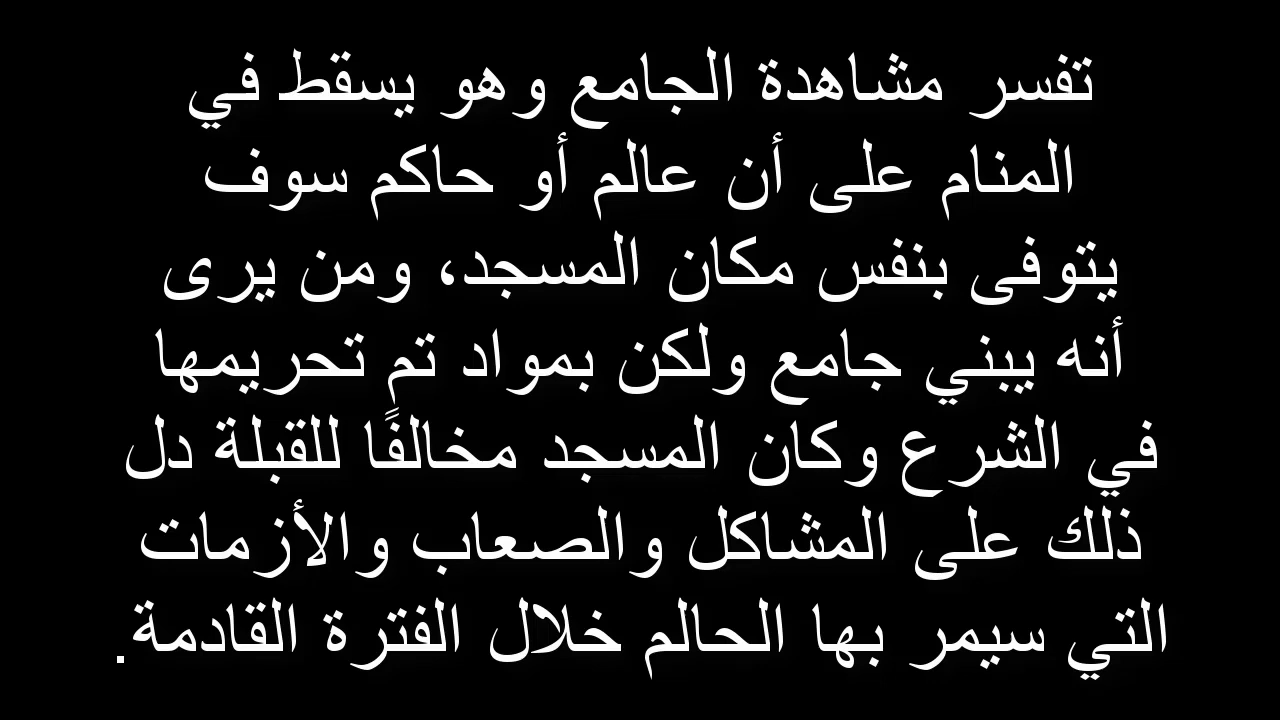 تفسر مشاهدة الجامع وهو يسقط في
المنام على أن عالم أو حاكم سوف
يتوفى بنفس مكان المسجد، ومن يرى
أنه يبني جامع ولكن بمواد تم تحريمها
في الشرع وكان المسجد مخالفًا للقبلة دل
ذلك على المشاكل والصعاب والأزمات
التي سيمر بها الحالم خلال الفترة القادمة.